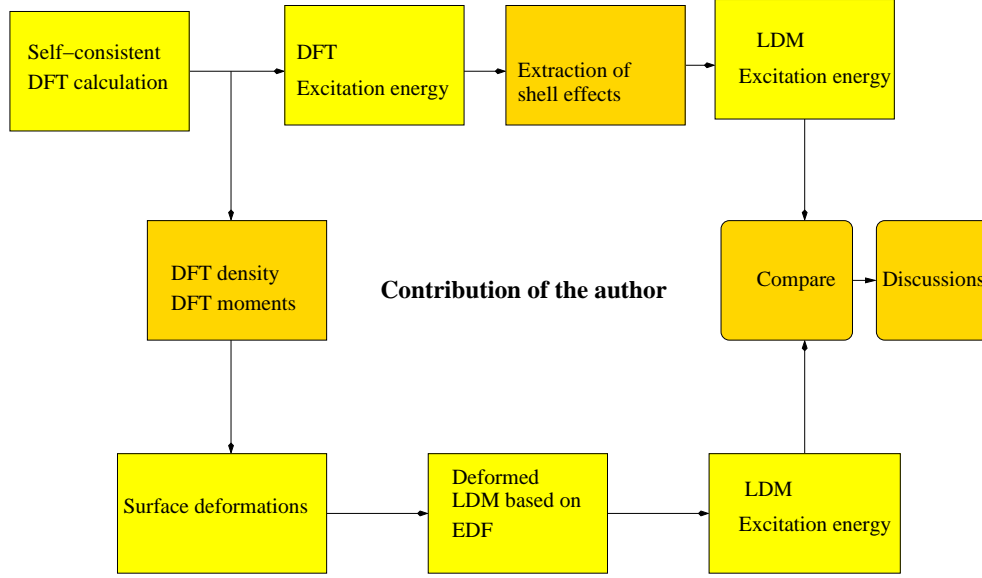 Self−consistent
DFT calculation
DFT
Excitation energy
Extraction of
shell effects
LDM
Excitation energy
DFT density
DFT moments
Contribution of the author
Compare
Discussions
Surface deformations
Deformed
LDM based on
EDF
LDM
Excitation energy